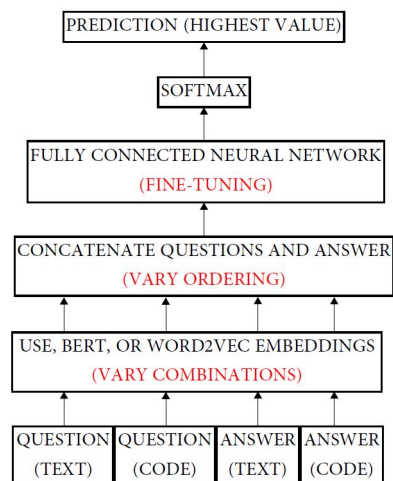 PREDICTION (HIGHEST VALUE)
SOFTMAX
FULLY CONNECTED NEURAL NETWORK
(FINE-TUNING)
CONCATENATE QUESTIONS AND ANSWER
(VARY ORDERING)
USE, BERT, OR WORD2VEC EMBEDDINGS
(VARY COMBINATIONS)
QUESTION (TEXT)
QUESTION (CODE)
ANSWER (TEXT)
ANSWER (CODE)